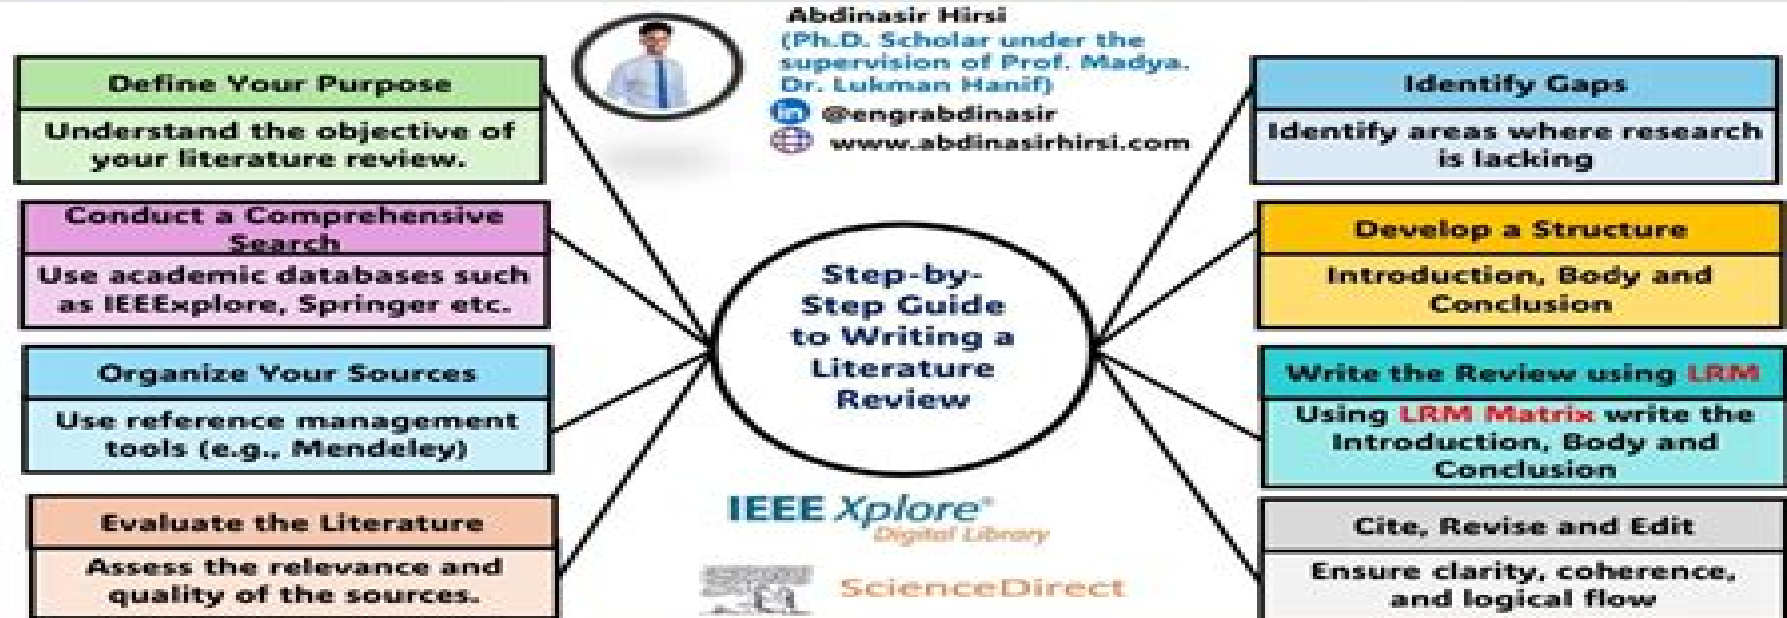 Abdinasir Hirsi
(Ph.D. Scholar under the
supervision of Prof. Madya.
Dr. Lukman Hanif)
in @engrabdinasir
www.abdinasirhirsi.com
Define Your Purpose
Understand the objective of
your literature review.
Conduct a Comprehensive
Search
Use academic databases such
as IEEExplore, Springer etc.
Organize Your Sources
Use reference management
tools (e.g., Mendeley)
Evaluate the Literature
Assess the relevance and
quality of the sources.
Step-by-
Step Guide
to Writing a
Literature
Review
IEEE Xplore®
Digital Library
ScienceDirect
Identify Gaps
Identify areas where research
is lacking
Develop a Structure
Introduction, Body and
Conclusion
Write the Review using LRM
Using LRM Matrix write the
Introduction, Body and
Conclusion
Cite, Revise and Edit
Ensure clarity, coherence,
and logical flow